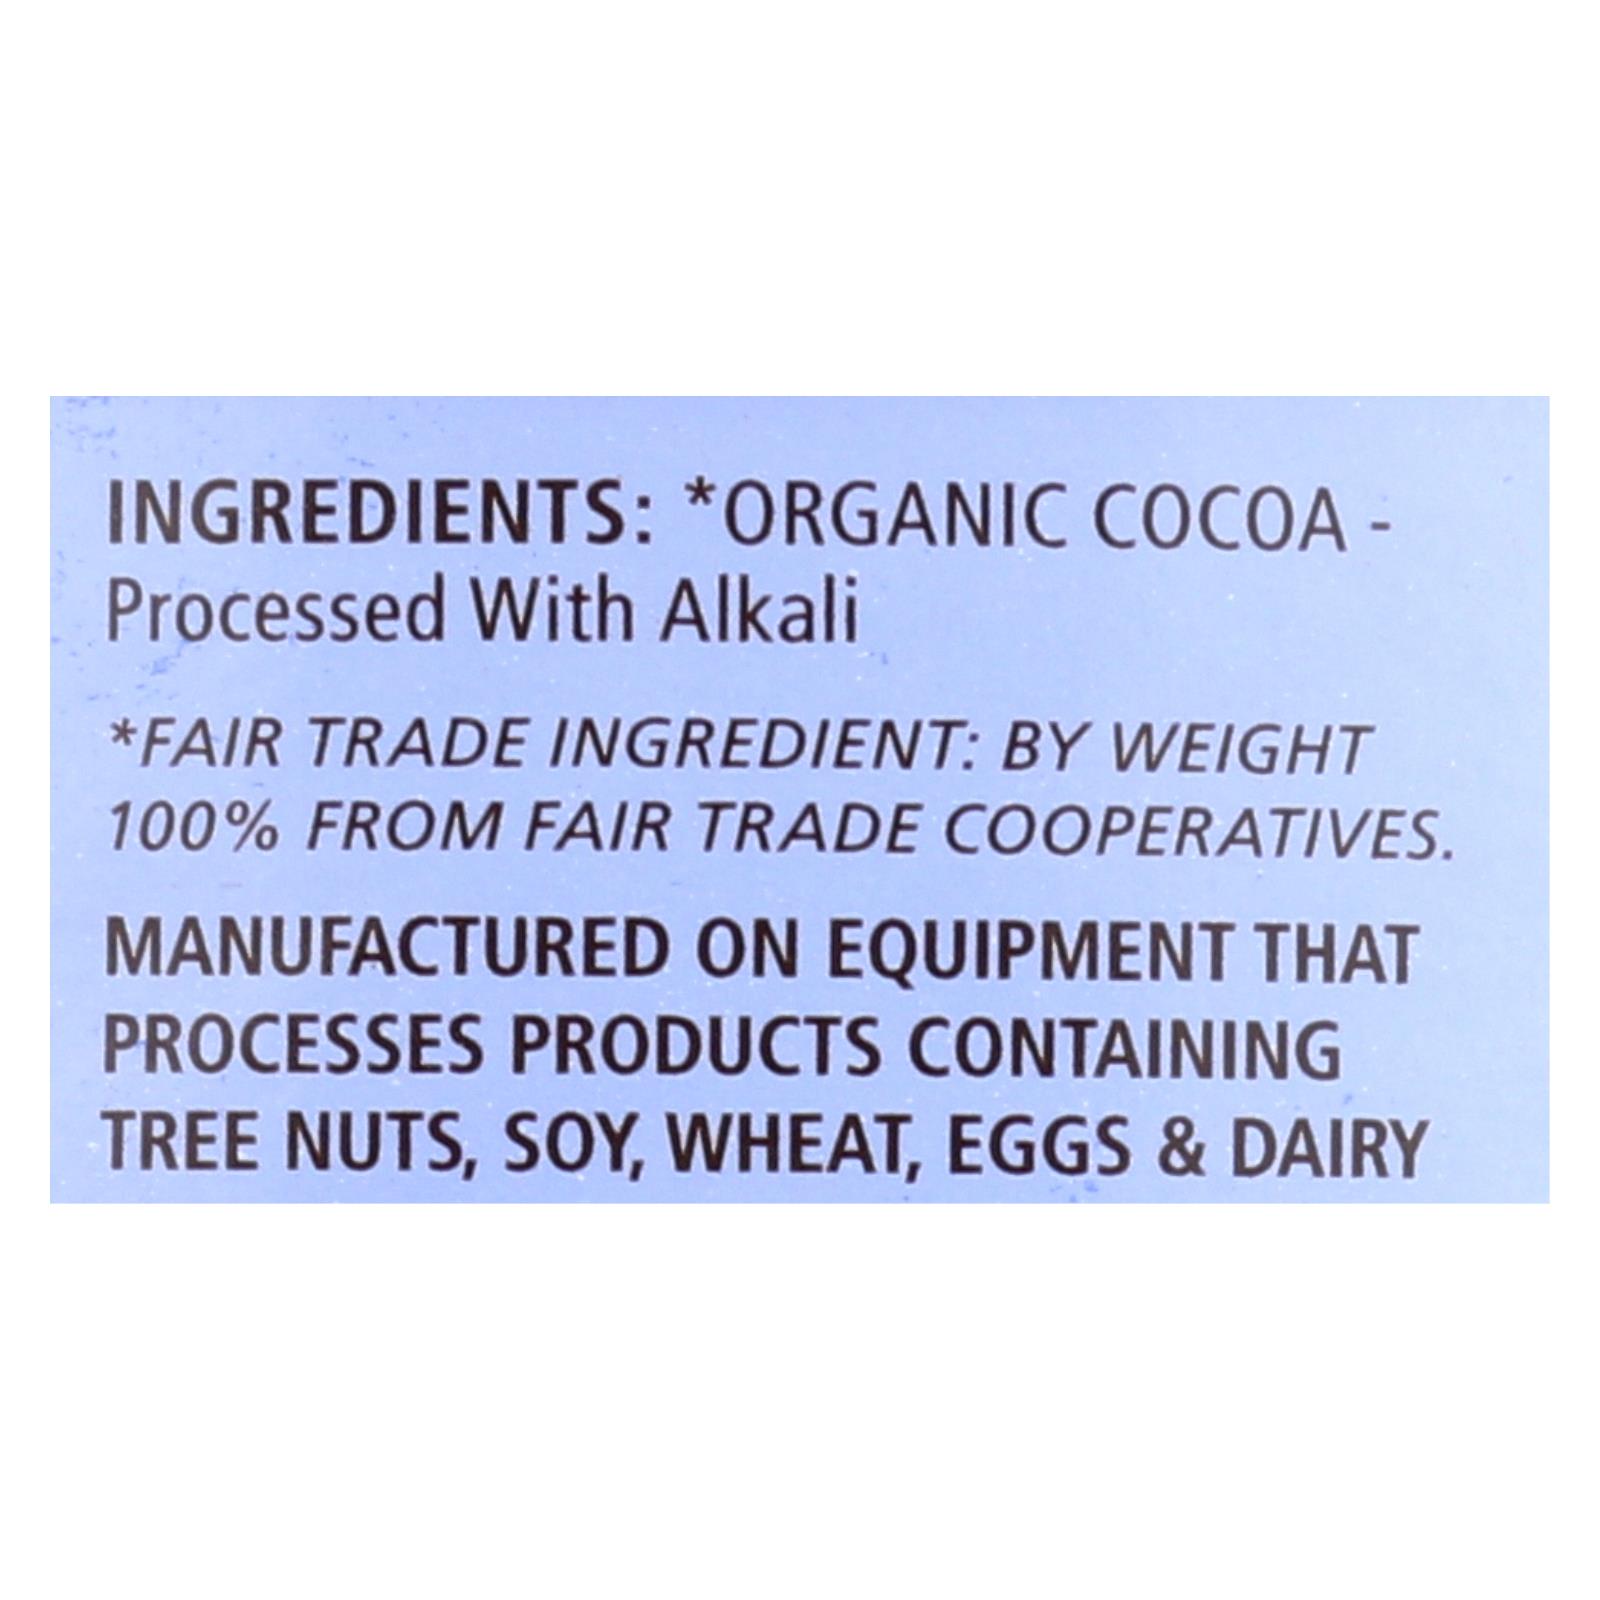 INGREDIENTS: *ORGANIC COCOA -
Processed With Alkali
*FAIR TRADE INGREDIENT: BY WEIGHT
100% FROM FAIR TRADE COOPERATIVES.
MANUFACTURED ON EQUIPMENT THAT
PROCESSES PRODUCTS CONTAINING
TREE NUTS, SOY, WHEAT, EGGS & DAIRY